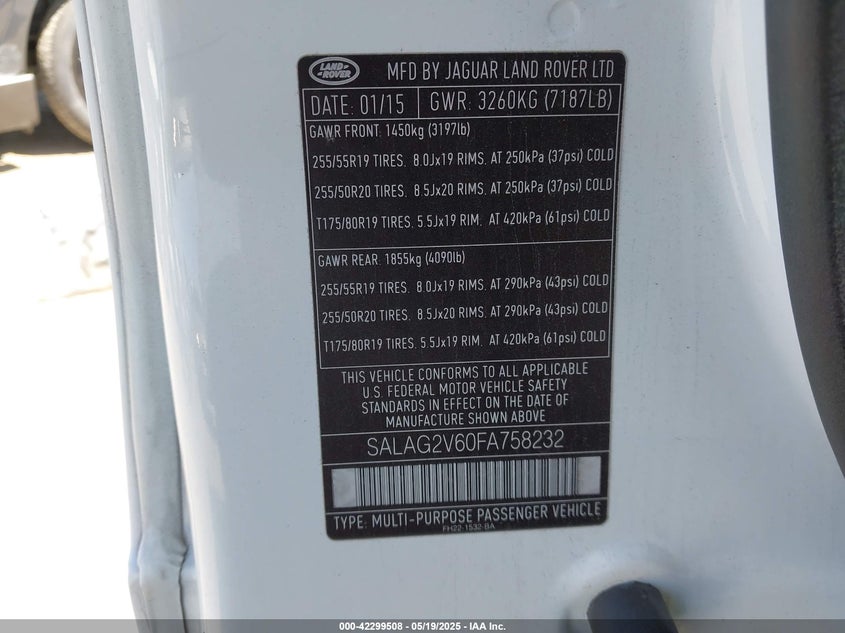 LAND ROVER
MFD BY JAGUAR LAND ROVER LTD
DATE: 01/15 GWR: 3260KG (7187LB)
GAWR FRONT: 1450kg (3197lb)
255/55R19 TIRES. 8.0Jx19 RIMS. AT 250kPa (37psi) COLD
255/50R20 TIRES. 8.5Jx20 RIMS. AT 250kPa (37psi) COLD
T175/80R19 TIRES. 5.5Jx19 RIM. AT 420kPa (61psi) COLD
GAWR REAR: 1855kg (4090lb)
255/55R19 TIRES. 8.0Jx19 RIMS. AT 290kPa (43psi) COLD
255/50R20 TIRES. 8.5Jx20 RIMS. AT 290kPa (43psi) COLD
T175/80R19 TIRES. 5.5Jx19 RIM. AT 420kPa (61psi) COLD
THIS VEHICLE CONFORMS TO ALL APPLICABLE
U.S. FEDERAL MOTOR VEHICLE SAFETY
STANDARDS IN EFFECT ON THE DATE OF
MANUFACTURE SHOWN ABOVE
SALAG2V60FA758232
TYPE: MULTI-PURPOSE PASSENGER VEHICLE
FH22-1532-BA
000-42299508 - 05/19/2025 - IAA Inc.